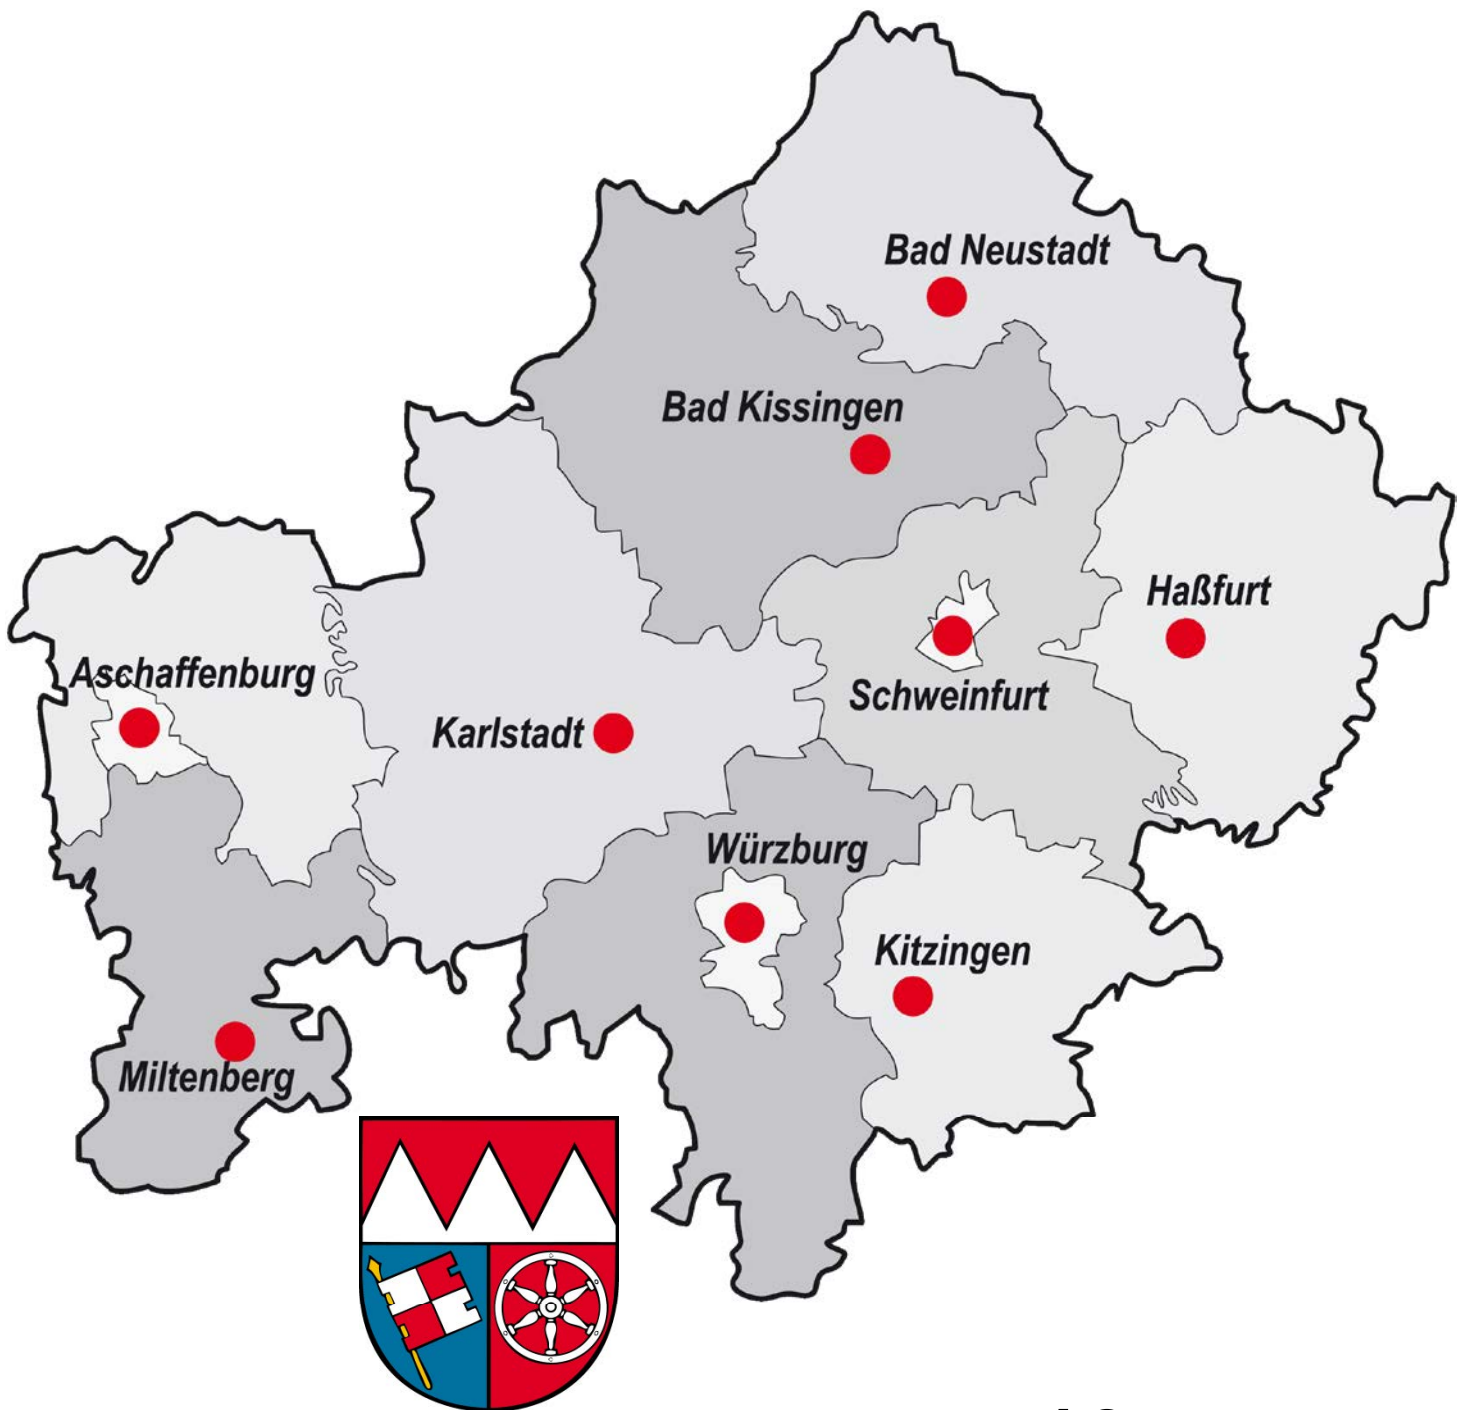 Bad Neustadt
Bad Kissingen
Haßfurt
Aschaffenburg
Schweinfurt
Karlstadt
Würzburg
Kitzingen
Miltenberg